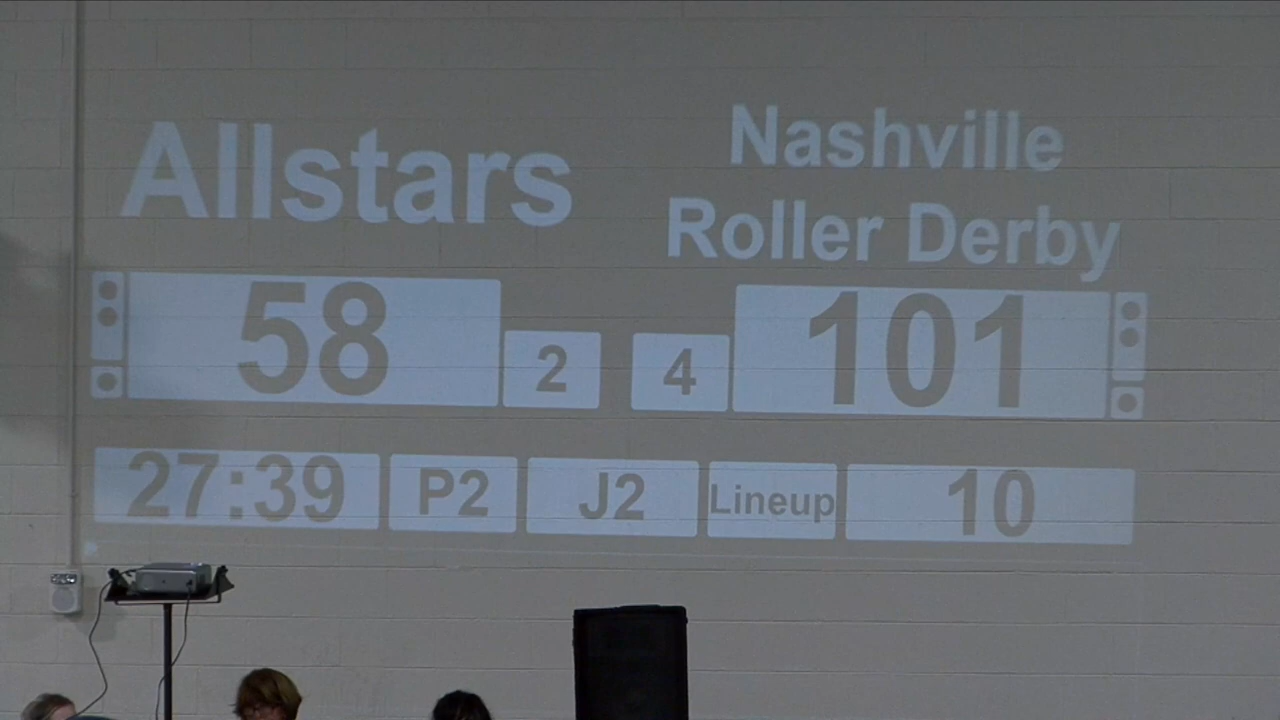 Allstars
Nashville
Roller Derby
58
2
4
101
27:39
P2
J2
Lineup
10